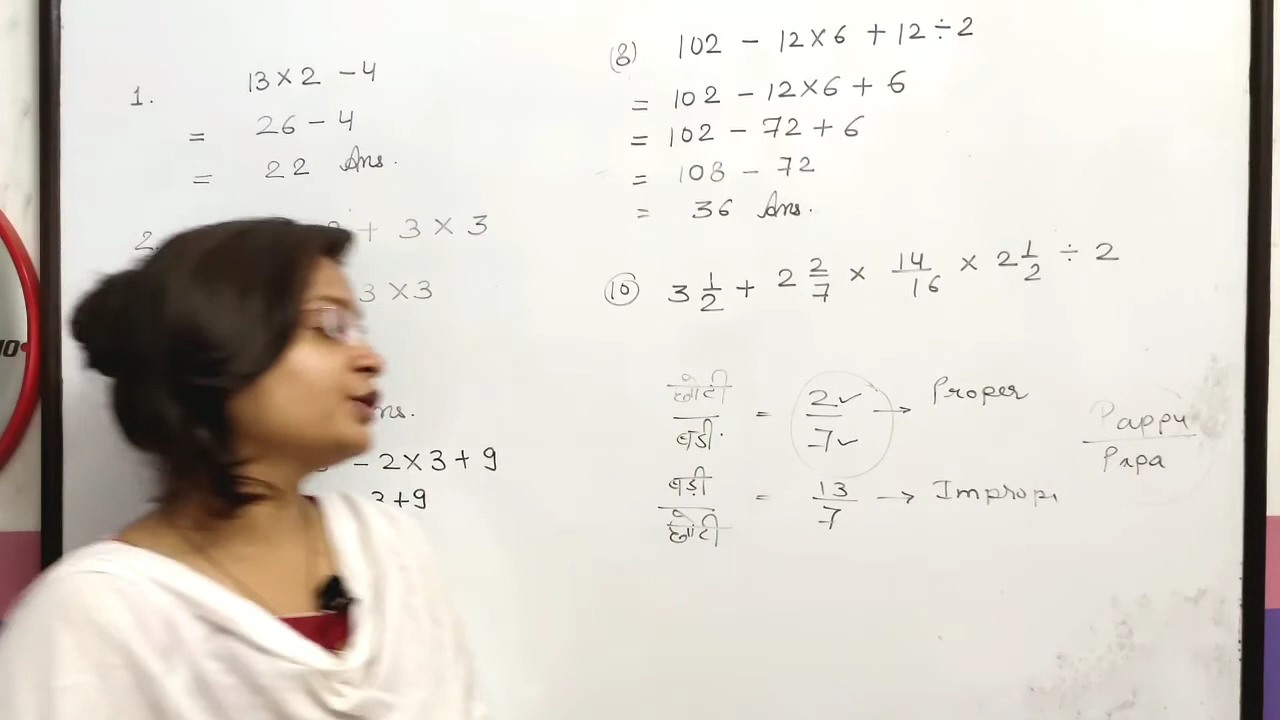 1. 13 × 2 - 4
= 26 - 4
= 22 Ans.
2. + 3 × 3
3 × 3
ns.
- 2 × 3 + 9
3 + 9
(8) 102 - 12 × 6 + 12 ÷ 2
= 102 - 12 × 6 + 6
= 102 - 72 + 6
= 108 - 72
= 36 Ans.
(10) 3 1/2 + 2 2/7 × 14/16 × 2 1/2 ÷ 2
छोटी/बड़ी = 2/7 → Proper
बड़ी/छोटी = 13/7 → Improp
Pappu/Papa
10